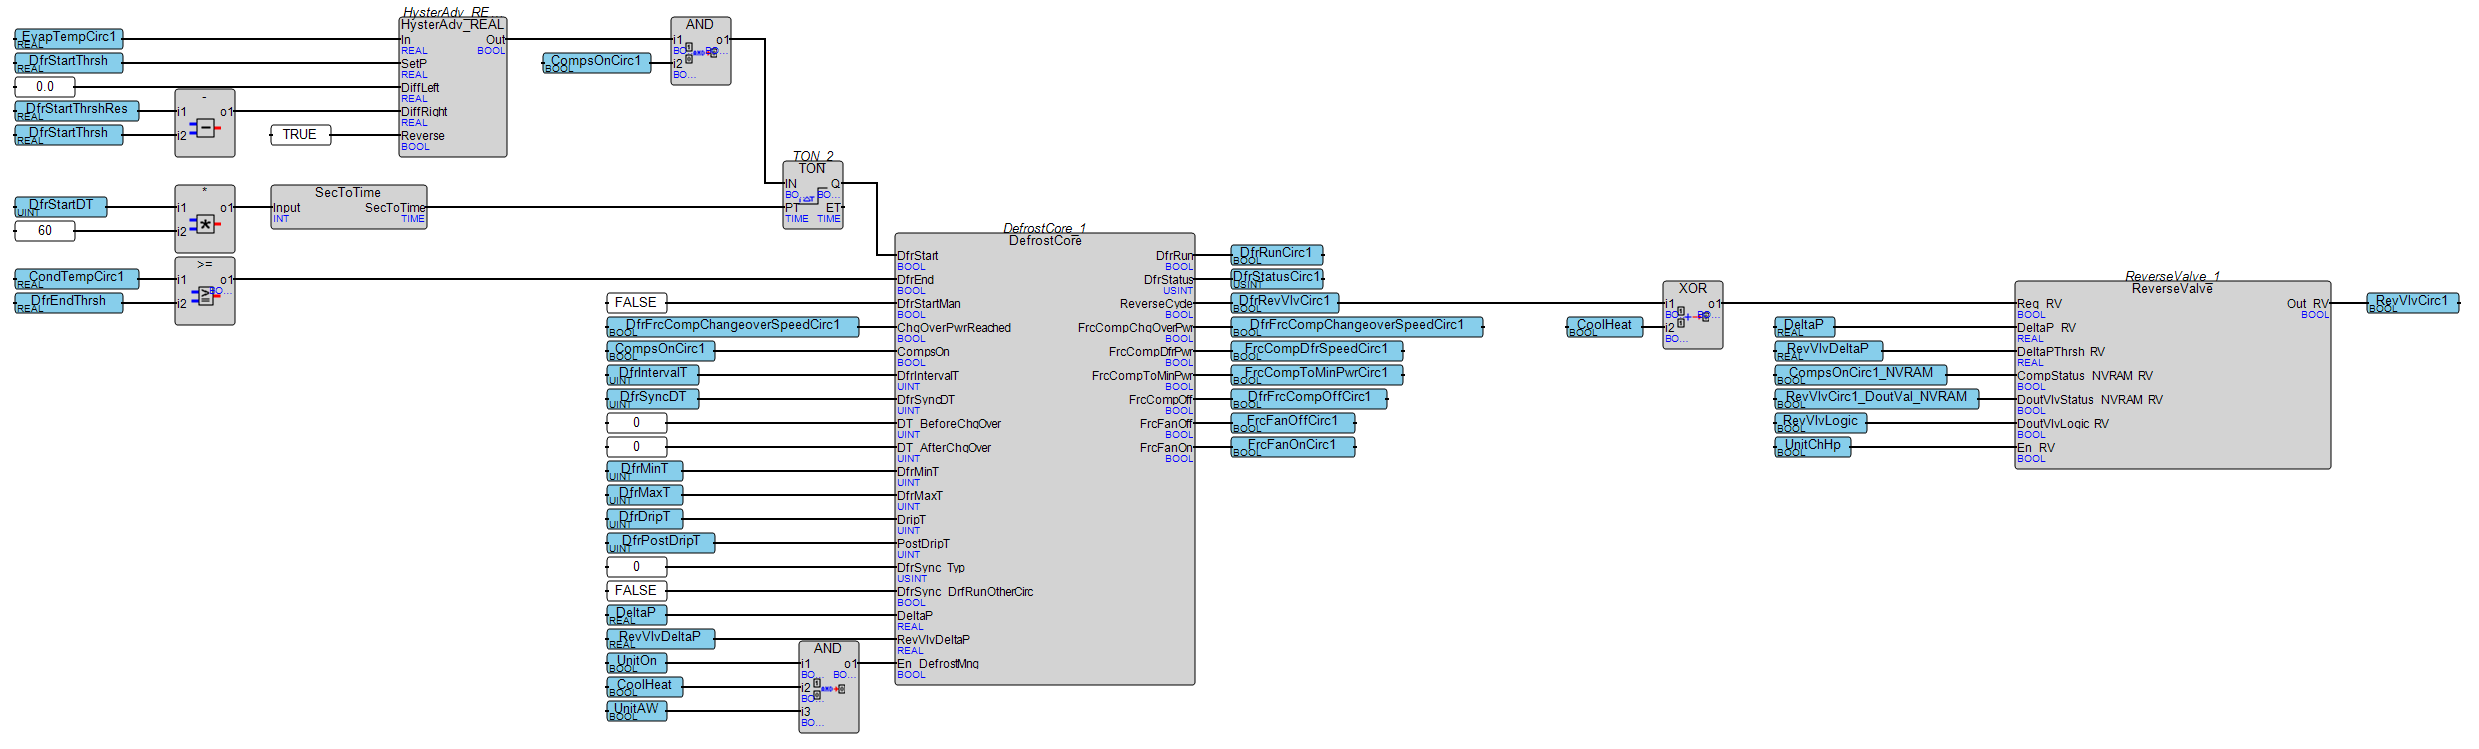 HysterAdv_RE...
HysterAdv_REAL
EvapTempCirc1
REAL
DfrStartThrsh
REAL
0.0
DfrStartThrshRes
REAL
DfrStartThrsh
REAL
-
i1 o1
i2
TRUE
In Out
REAL BOOL
SetP
REAL
DiffLeft
REAL
DiffRight
REAL
Reverse
BOOL
CompsOnCirc1
BOOL
AND
i1 o1
BO... BO...
i2
BO...
DfrStartDT
UINT
60
*
i1 o1
i2
SecToTime
Input SecToTime
INT TIME
TON_2
TON
IN Q
BO... BO...
PT ET
TIME TIME
CondTempCirc1
REAL
DfrEndThrsh
REAL
>=
i1 o1
BO...
i2
FALSE
DfrFrcCompChangeoverSpeedCirc1
BOOL
CompsOnCirc1
BOOL
DfrIntervalT
UINT
DfrSyncDT
UINT
0
0
DfrMinT
UINT
DfrMaxT
UINT
DfrDripT
UINT
DfrPostDripT
UINT
0
FALSE
DeltaP
REAL
RevVlvDeltaP
REAL
UnitOn
BOOL
CoolHeat
BOOL
UnitAW
BOOL
AND
i1 o1
BO... BO...
i2
BO...
i3
BO...
DefrostCore_1
DefrostCore
DfrStart DfrRun
BOOL BOOL
DfrEnd DfrStatus
BOOL USINT
DfrStartMan ReverseCycle
BOOL BOOL
ChgOverPwrReached FrcCompChgOverPwr
BOOL BOOL
CompsOn FrcCompDfrPwr
BOOL BOOL
DfrIntervalT FrcCompToMinPwr
UINT BOOL
DfrSyncDT FrcCompOff
UINT BOOL
DT_BeforeChgOver FrcFanOff
UINT BOOL
DT_AfterChgOver FrcFanOn
UINT BOOL
DfrMinT
UINT
DfrMaxT
UINT
DripT
UINT
PostDripT
UINT
DfrSync_Typ
USINT
DfrSync_DrfRunOtherCirc
BOOL
DeltaP
REAL
RevVlvDeltaP
REAL
En_DefrostMng
BOOL
DfrRunCirc1
BOOL
DfrStatusCirc1
USINT
DfrRevVlvCirc1
BOOL
DfrFrcCompChangeoverSpeedCirc1
BOOL
FrcCompDfrSpeedCirc1
BOOL
FrcCompToMinPwrCirc1
BOOL
DfrFrcCompOffCirc1
BOOL
FrcFanOffCirc1
BOOL
FrcFanOnCirc1
BOOL
CoolHeat
BOOL
XOR
i1 o1
BO... BO...
i2
BO...
DeltaP
REAL
RevVlvDeltaP
REAL
CompsOnCirc1_NVRAM
BOOL
RevVlvCirc1_DoutVal_NVRAM
BOOL
RevVlvLogic
BOOL
UnitChHp
BOOL
ReverseValve_1
ReverseValve
Req_RV Out_RV
BOOL BOOL
DeltaP_RV
REAL
DeltaPThrsh_RV
REAL
CompStatus_NVRAM_RV
BOOL
DoutVlvStatus_NVRAM_RV
BOOL
DoutVlvLogic_RV
BOOL
En_RV
BOOL
RevVlvCirc1
BOOL